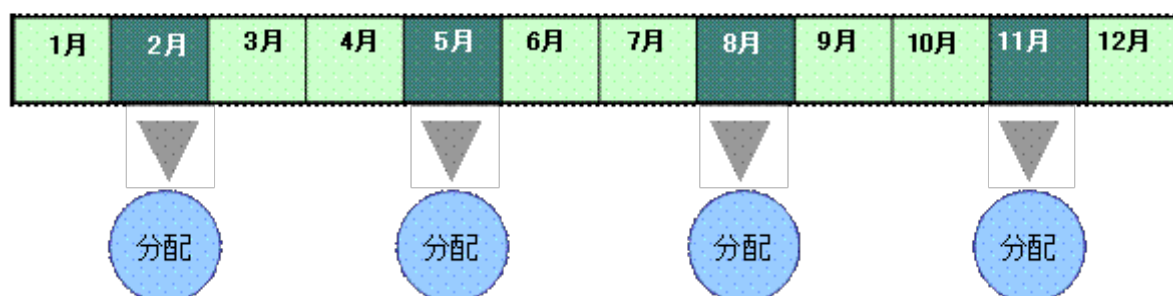 1月 2月 3月 4月 5月 6月 7月 8月 9月 10月 11月 12月
分配 分配 分配 分配